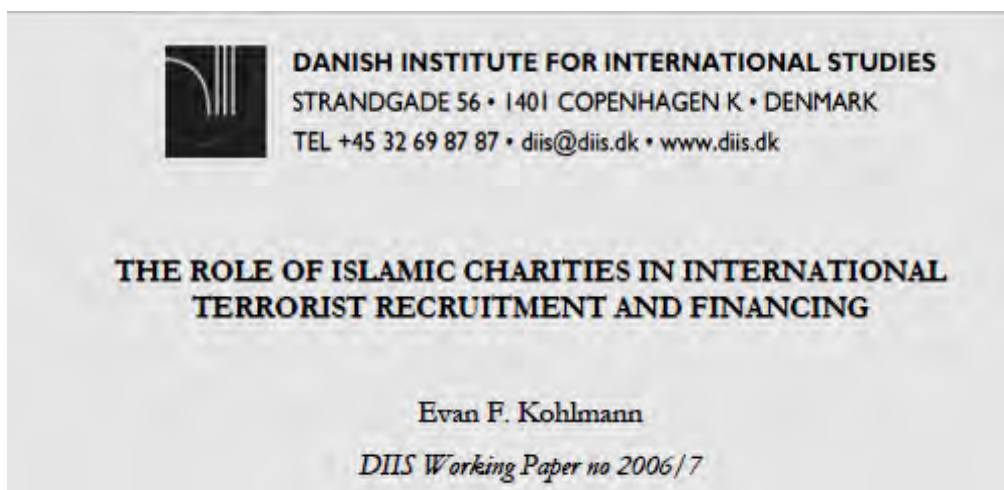 DANISH INSTITUTE FOR INTERNATIONAL STUDIES
STRANDGADE 56 • 1401 COPENHAGEN K • DENMARK
TEL +45 32 69 87 87 • diis@diis.dk • www.diis.dk
THE ROLE OF ISLAMIC CHARITIES IN INTERNATIONAL
TERRORIST RECRUITMENT AND FINANCING
Evan F. Kohlmann
DIIS Working Paper no 2006/7